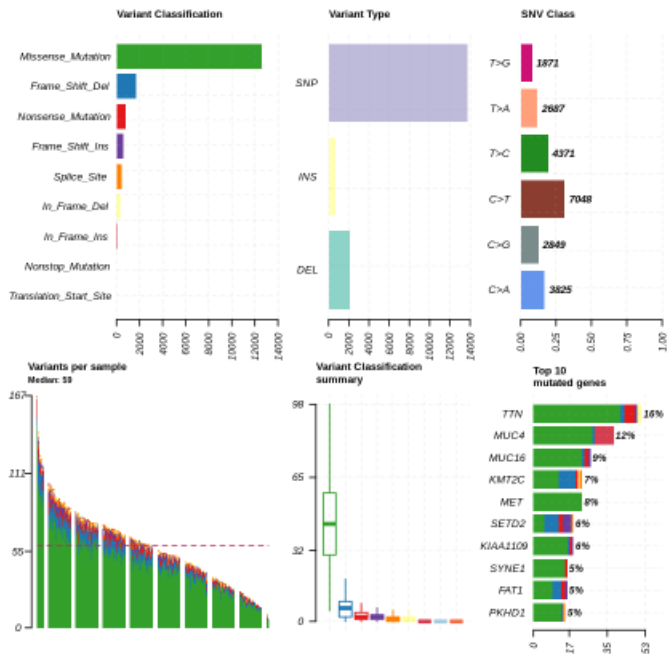 Variant Classification
Missense_Mutation
Frame_Shift_Del
Nonsense_Mutation
Frame_Shift_Ins
Splice_Site
In_Frame_Del
In_Frame_Ins
Nonstop_Mutation
Translation_Start_Site
0
2000
4000
6000
8000
10000
12000
14000
Variant Type
SNP
INS
DEL
0
2000
4000
6000
8000
10000
12000
14000
SNV Class
T>G 1871
T>A 2687
T>C 4371
C>T 7048
C>G 2849
C>A 3825
0.00
0.25
0.50
0.75
1.00
Variants per sample
Median: 59
167
111
55
0
Variant Classification
summary
98
65
32
0
Top 10
mutated genes
TTN 16%
MUC4 12%
MUC16 9%
KMT2C 7%
MET 8%
SETD2 6%
KIAA1109 6%
SYNE1 5%
FAT1 5%
PKHD1 5%
0
17
35
53